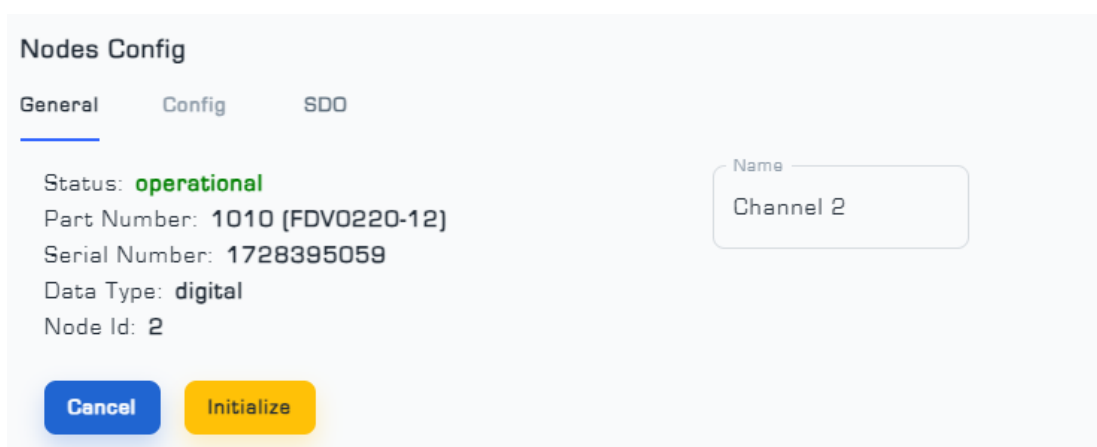 Nodes Config
General Config SDO
Status: operational
Name
Channel 2
Part Number: 1010 (FDV0220-12)
Serial Number: 1728395059
Data Type: digital
Node Id: 2
Cancel Initialize